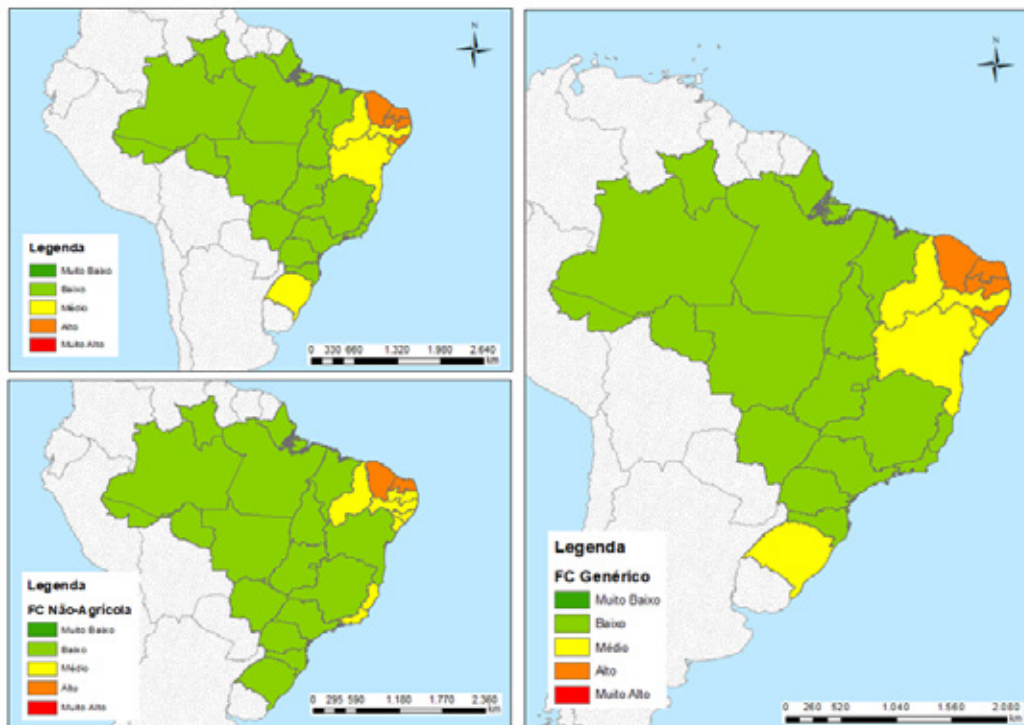 N
Legenda
Muito Baixo
Baixo
Médio
Alto
Muito Alto
0 330 660 1.320 1.980 2.640
km
Legenda
FC Não-Agrícola
Muito Baixo
Baixo
Médio
Alto
Muito Alto
0 295 590 1.180 1.770 2.360
km
N
Legenda
FC Genérico
Muito Baixo
Baixo
Médio
Alto
Muito Alto
0 260 520 1.040 1.560 2.080
km